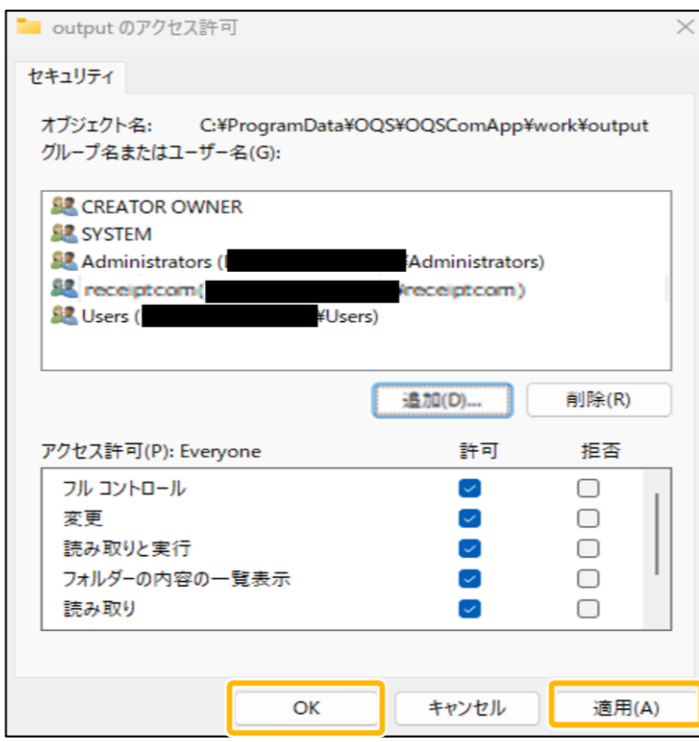 output のアクセス許可
セキュリティ
オブジェクト名: C:¥ProgramData¥OQS¥OQSComApp¥work¥output
グループ名またはユーザー名(G):
CREATOR OWNER
SYSTEM
Administrators ( ¥Administrators)
receiptcom( ¥receiptcom)
Users ( ¥Users)
追加(D)... 削除(R)
アクセス許可(P): Everyone 許可 拒否
フル コントロール
変更
読み取りと実行
フォルダーの内容の一覧表示
読み取り
OK キャンセル 適用(A)